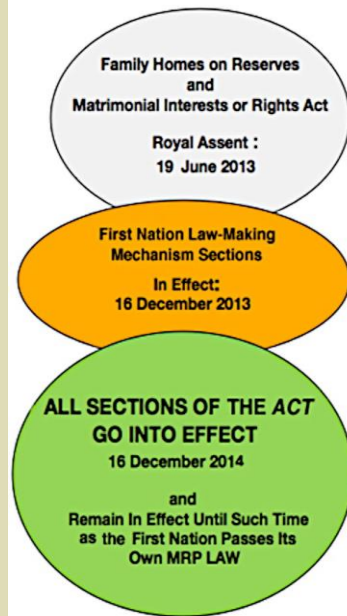 Family Homes on Reserves
and
Matrimonial Interests or Rights Act
Royal Assent :
19 June 2013
First Nation Law-Making
Mechanism Sections
In Effect:
16 December 2013
ALL SECTIONS OF THE ACT
GO INTO EFFECT
16 December 2014
and
Remain In Effect Until Such Time
as the First Nation Passes Its
Own MRP LAW